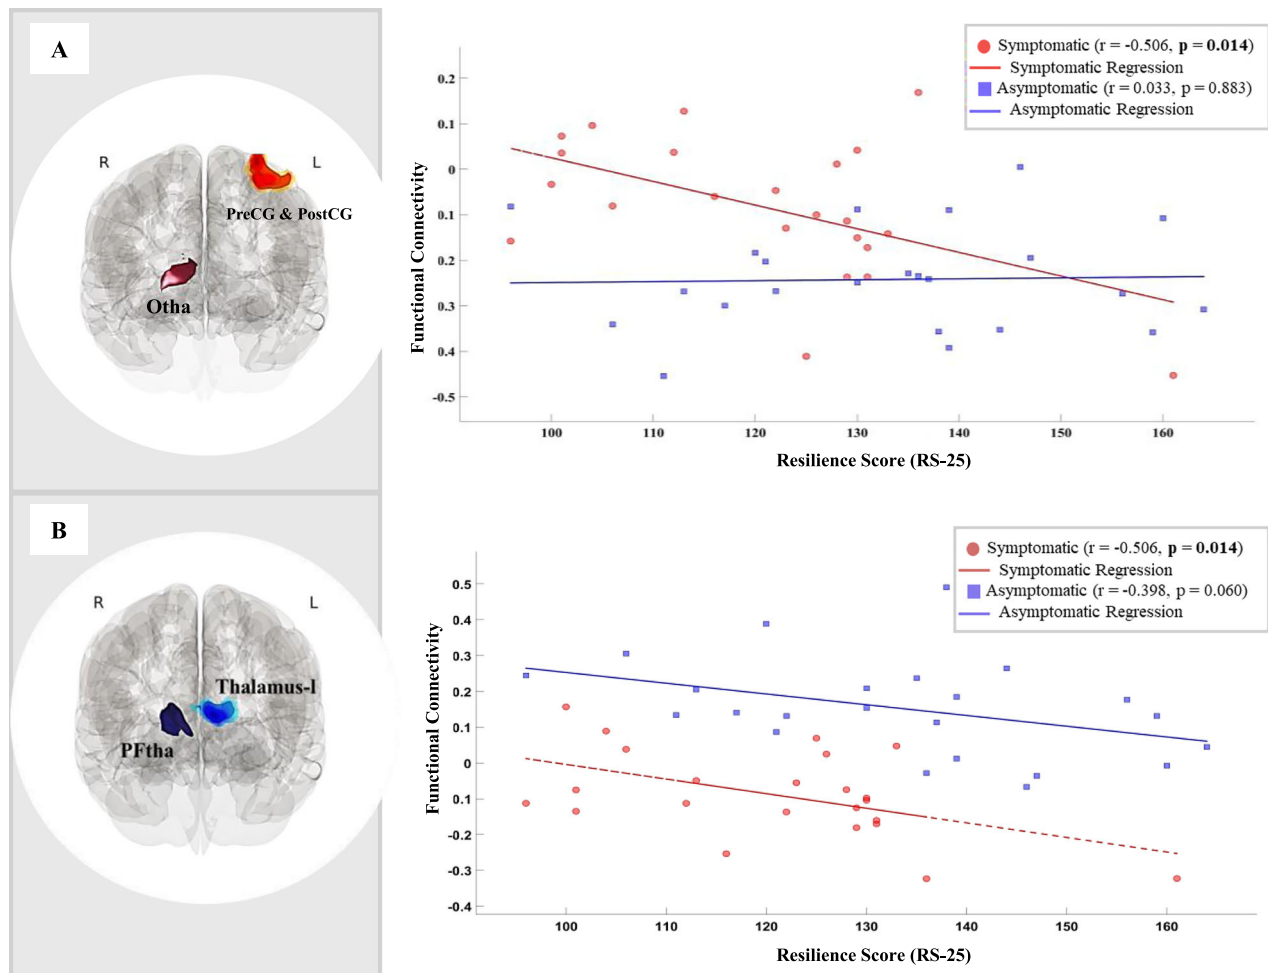 A
R
L
PreCG & PostCG
Otha
Symptomatic (r = -0.506, p = 0.014)
Symptomatic Regression
Asymptomatic (r = 0.033, p = 0.883)
Asymptomatic Regression
Functional Connectivity
0.2
0.1
0
0.1
0.2
0.3
0.4
-0.5
100 110 120 130 140 150 160
Resilience Score (RS-25)
B
R
L
Thalamus-l
PFtha
Symptomatic (r = -0.506, p = 0.014)
Symptomatic Regression
Asymptomatic (r = -0.398, p = 0.060)
Asymptomatic Regression
Functional Connectivity
0.5
0.4
0.3
0.2
0.1
0
0.1
-0.2
-0.3
-0.4
100 110 120 130 140 150 160
Resilience Score (RS-25)